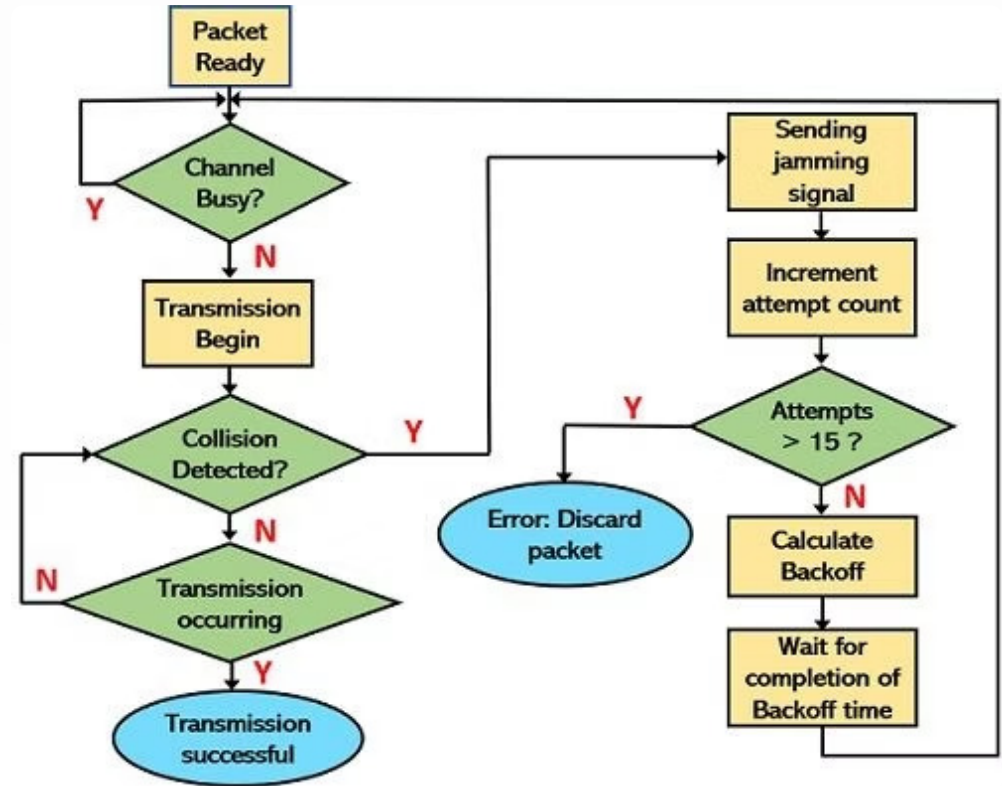 Packet
Ready
Channel
Busy?
Y
N
Transmission
Begin
Collision
Detected?
Y
N
Transmission
occurring
N
Y
Transmission
successful
Sending
jamming
signal
Increment
attempt count
Attempts
> 15 ?
Y
N
Error: Discard
packet
Calculate
Backoff
Wait for
completion of
Backoff time